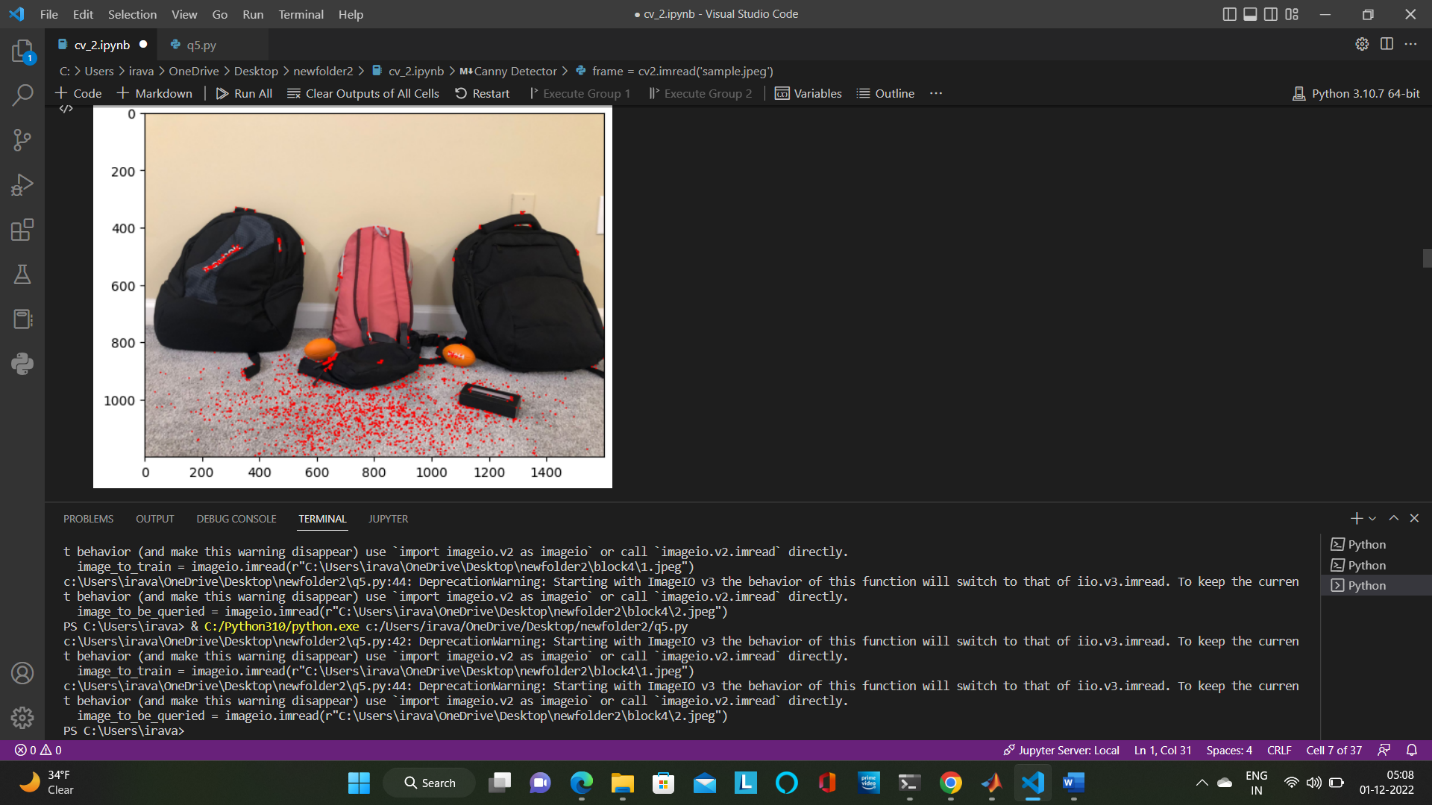 File Edit Selection View Go Run Terminal Help
● cv_2.ipynb - Visual Studio Code
cv_2.ipynb ●
q5.py
C: > Users > irava > OneDrive > Desktop > newfolder2 > cv_2.ipynb > M↓Canny Detector > frame = cv2.imread('sample.jpeg')
+ Code + Markdown | Run All Clear Outputs of All Cells Restart | Execute Group 1 Execute Group 2 | Variables Outline ...
Python 3.10.7 64-bit
0
200
400
600
800
1000
0 200 400 600 800 1000 1200 1400
PROBLEMS OUTPUT DEBUG CONSOLE TERMINAL JUPYTER
t behavior (and make this warning disappear) use `import imageio.v2 as imageio` or call `imageio.v2.imread` directly.
image_to_train = imageio.imread(r"C:\Users\irava\OneDrive\Desktop\newfolder2\block4\1.jpeg")
c:\Users\irava\OneDrive\Desktop\newfolder2\q5.py:44: DeprecationWarning: Starting with ImageIO v3 the behavior of this function will switch to that of iio.v3.imread. To keep the curren
t behavior (and make this warning disappear) use `import imageio.v2 as imageio` or call `imageio.v2.imread` directly.
image_to_be_queried = imageio.imread(r"C:\Users\irava\OneDrive\Desktop\newfolder2\block4\2.jpeg")
PS C:\Users\irava> & C:/Python310/python.exe c:/Users/irava/OneDrive/Desktop/newfolder2/q5.py
c:\Users\irava\OneDrive\Desktop\newfolder2\q5.py:42: DeprecationWarning: Starting with ImageIO v3 the behavior of this function will switch to that of iio.v3.imread. To keep the curren
t behavior (and make this warning disappear) use `import imageio.v2 as imageio` or call `imageio.v2.imread` directly.
image_to_train = imageio.imread(r"C:\Users\irava\OneDrive\Desktop\newfolder2\block4\1.jpeg")
c:\Users\irava\OneDrive\Desktop\newfolder2\q5.py:44: DeprecationWarning: Starting with ImageIO v3 the behavior of this function will switch to that of iio.v3.imread. To keep the curren
t behavior (and make this warning disappear) use `import imageio.v2 as imageio` or call `imageio.v2.imread` directly.
image_to_be_queried = imageio.imread(r"C:\Users\irava\OneDrive\Desktop\newfolder2\block4\2.jpeg")
PS C:\Users\irava>
Python
Python
Python
0 0
Jupyter Server: Local Ln 1, Col 31 Spaces: 4 CRLF Cell 7 of 37
34°F
Clear
Search
ENG
IN
05:08
01-12-2022